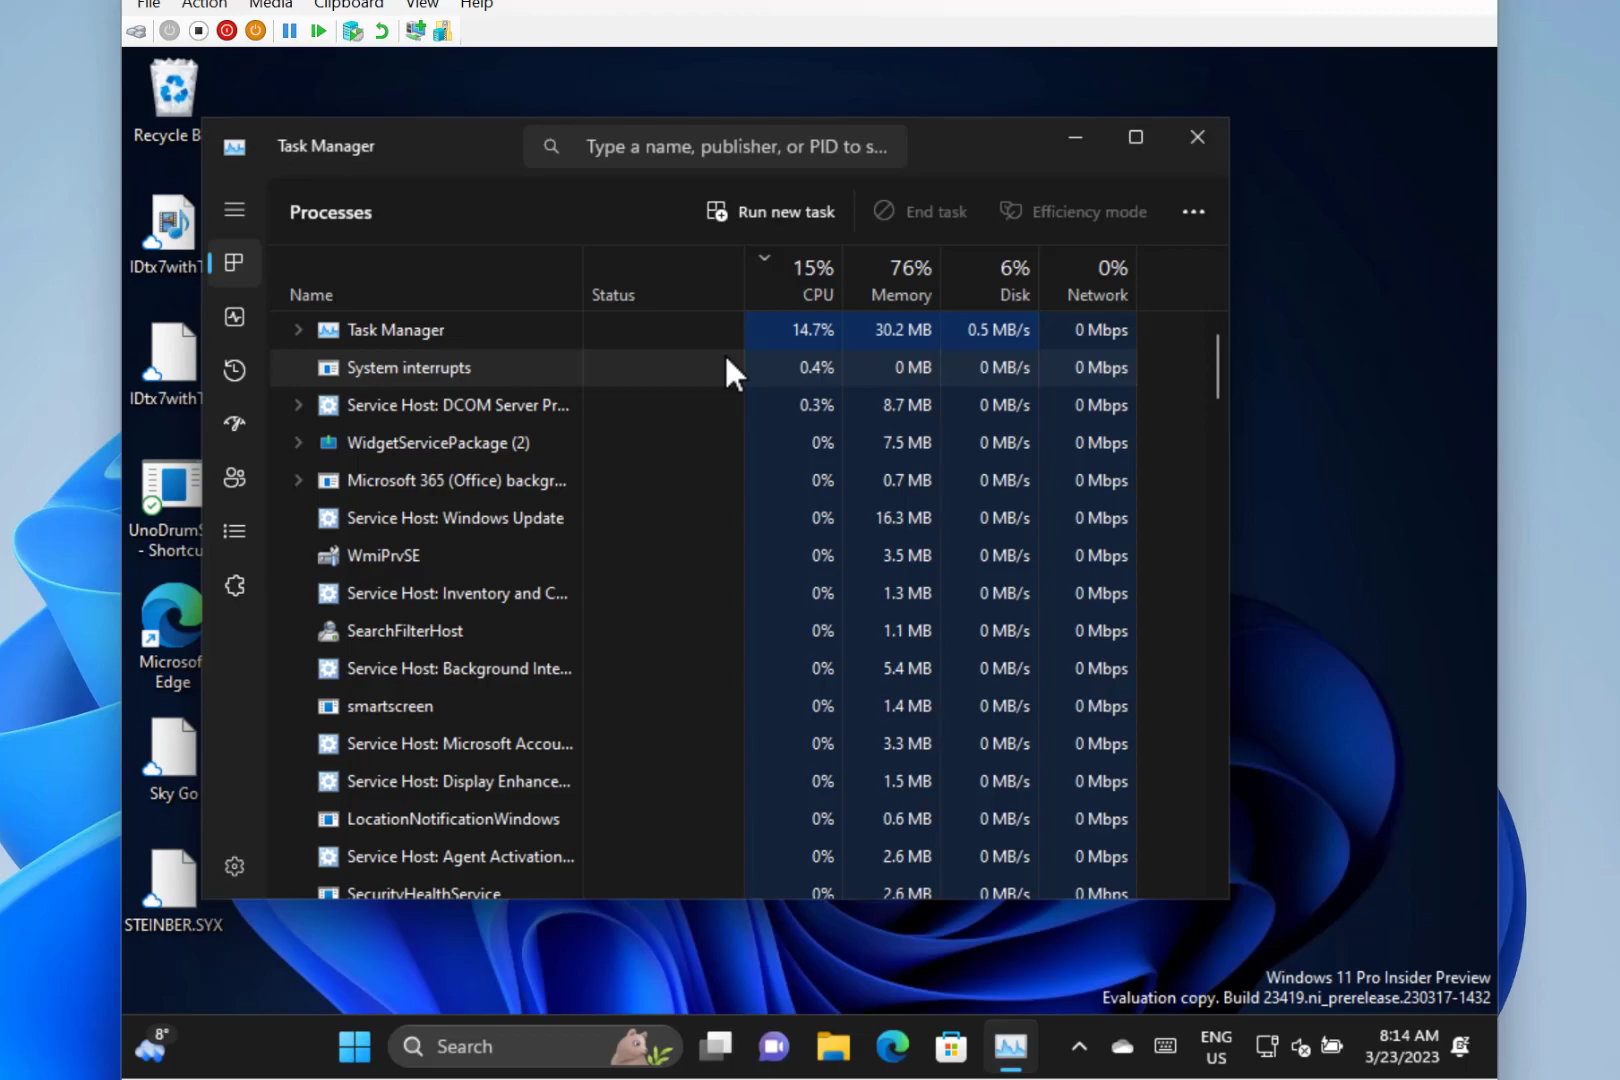 File Action Media Clipboard View Help
Recycle B
IDtx7withT
IDtx7withT
UnoDrumS
- Shortcu
Microsof
Edge
Sky Go
STEINBER.SYX
Task Manager
Type a name, publisher, or PID to s...
Processes
Run new task
End task
Efficiency mode
Name Status 15% CPU 76% Memory 6% Disk 0% Network
Task Manager 14.7% 30.2 MB 0.5 MB/s 0 Mbps
System interrupts 0.4% 0 MB 0 MB/s 0 Mbps
Service Host: DCOM Server Pr... 0.3% 8.7 MB 0 MB/s 0 Mbps
WidgetServicePackage (2) 0% 7.5 MB 0 MB/s 0 Mbps
Microsoft 365 (Office) backgr... 0% 0.7 MB 0 MB/s 0 Mbps
Service Host: Windows Update 0% 16.3 MB 0 MB/s 0 Mbps
WmiPrvSE 0% 3.5 MB 0 MB/s 0 Mbps
Service Host: Inventory and C... 0% 1.3 MB 0 MB/s 0 Mbps
SearchFilterHost 0% 1.1 MB 0 MB/s 0 Mbps
Service Host: Background Inte... 0% 5.4 MB 0 MB/s 0 Mbps
smartscreen 0% 1.4 MB 0 MB/s 0 Mbps
Service Host: Microsoft Accou... 0% 3.3 MB 0 MB/s 0 Mbps
Service Host: Display Enhance... 0% 1.5 MB 0 MB/s 0 Mbps
LocationNotificationWindows 0% 0.6 MB 0 MB/s 0 Mbps
Service Host: Agent Activation... 0% 2.6 MB 0 MB/s 0 Mbps
SecurityHealthService 0% 2.6 MB 0 MB/s 0 Mbps
Windows 11 Pro Insider Preview
Evaluation copy. Build 23419.ni_prerelease.230317-1432
8°
Search
ENG
US
8:14 AM
3/23/2023